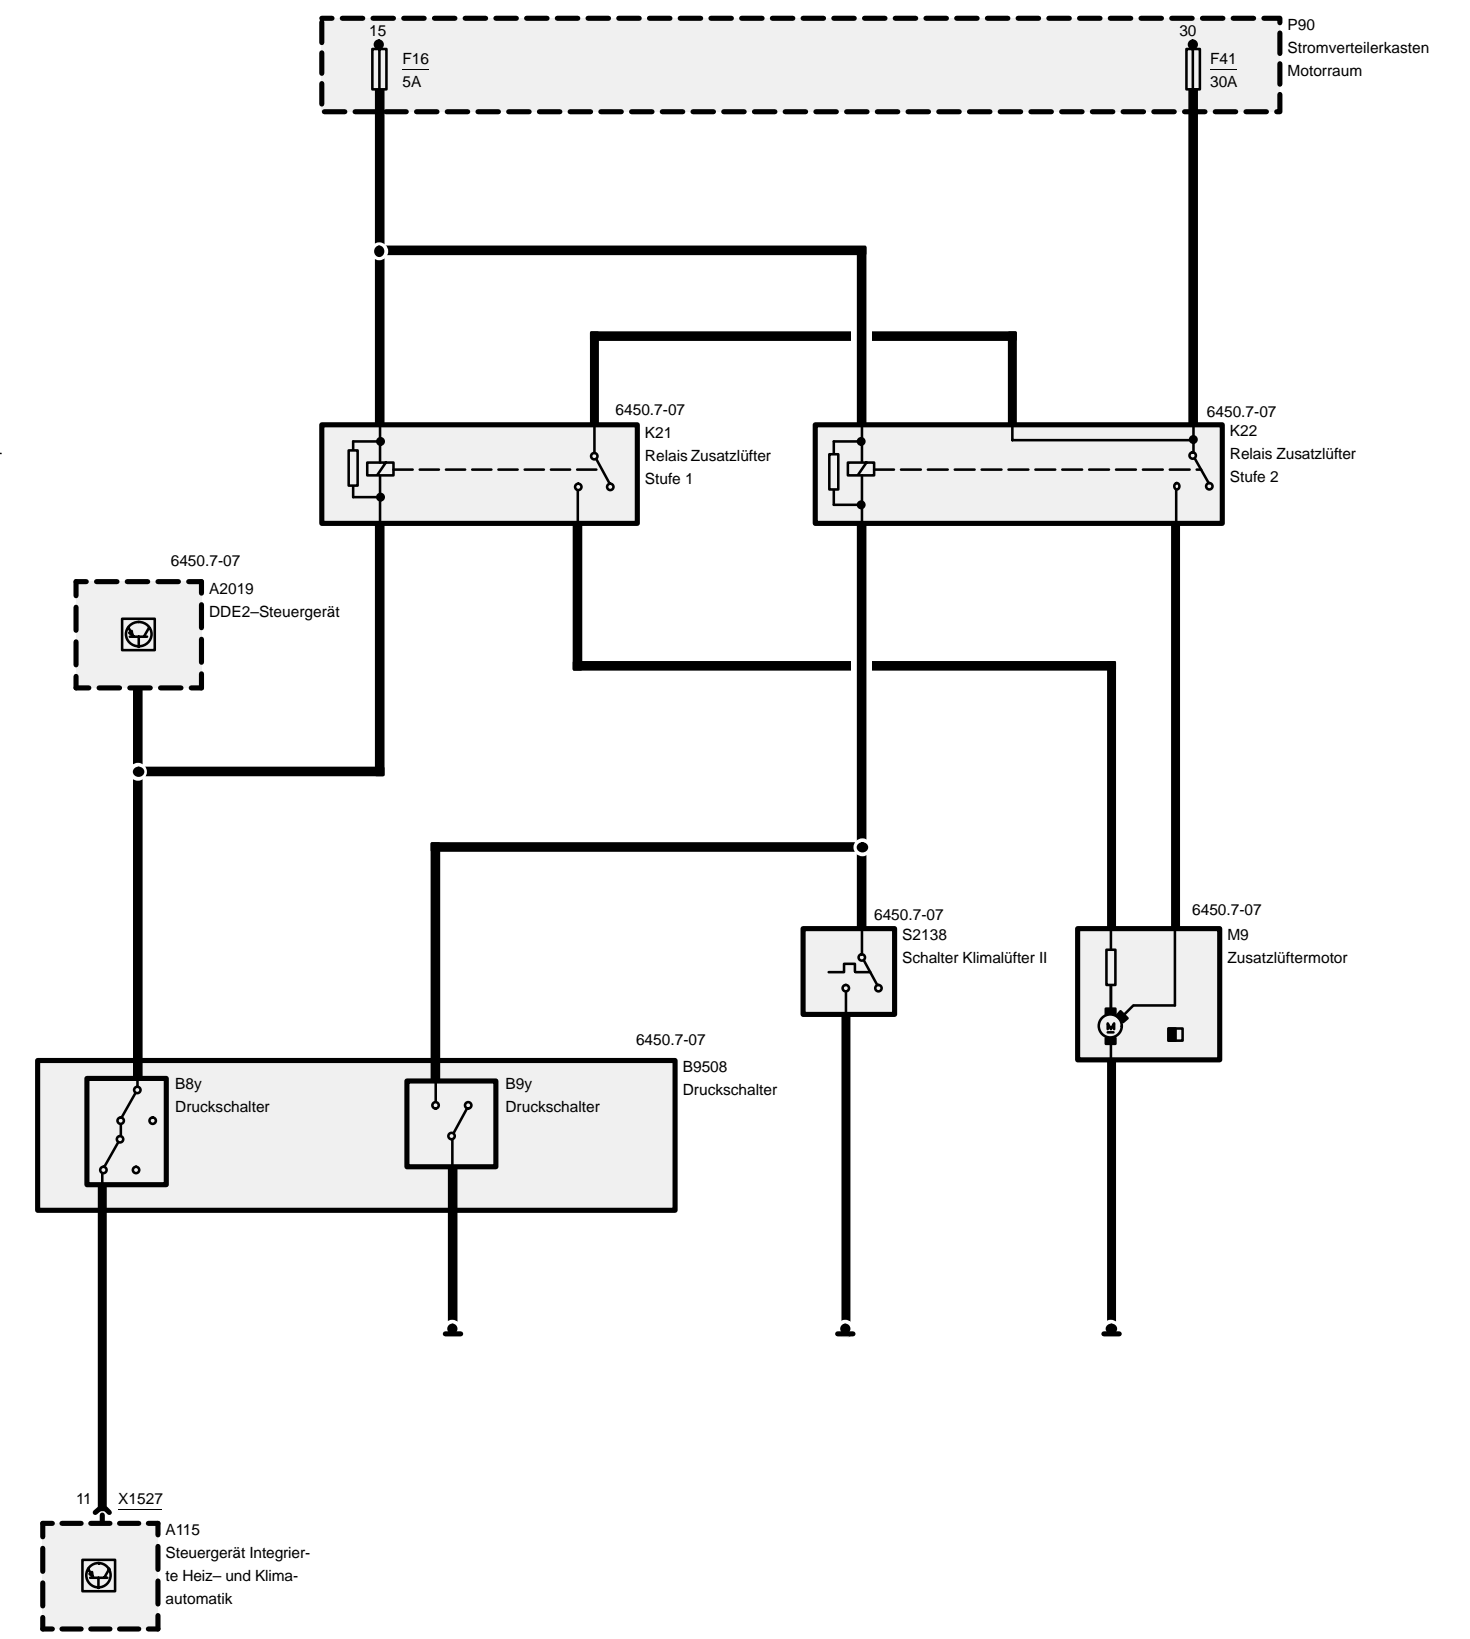 15
F16
5A
30
F41
30A
P90
Stromverteilerkasten
Motorraum
6450.7-07
K21
Relais Zusatzlüfter
Stufe 1
6450.7-07
K22
Relais Zusatzlüfter
Stufe 2
6450.7-07
A2019
DDE2–Steuergerät
6450.7-07
S2138
Schalter Klimalüfter II
6450.7-07
M9
Zusatzlüftermotor
M
6450.7-07
B9508
Druckschalter
B8y
Druckschalter
B9y
Druckschalter
11
X1527
A115
Steuergerät Integrier-
te Heiz– und Klima-
automatik